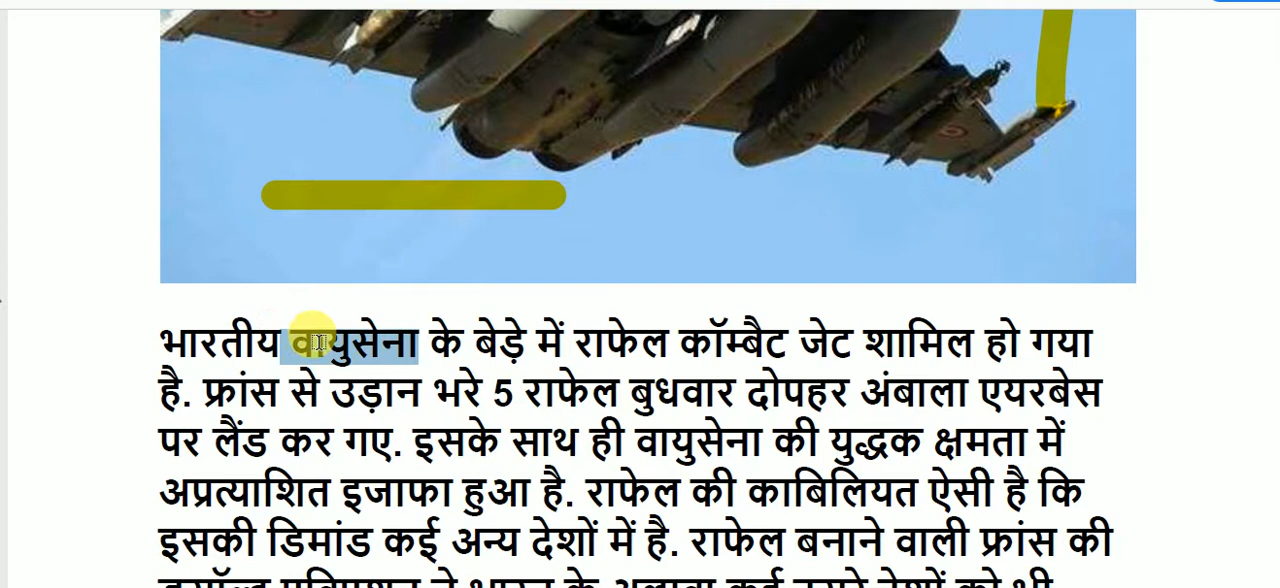 भारतीय वायुसेना के बेड़े में राफेल कॉम्बैट जेट शामिल हो गया
है. फ्रांस से उड़ान भरे 5 राफेल बुधवार दोपहर अंबाला एयरबेस
पर लैंड कर गए. इसके साथ ही वायुसेना की युद्धक क्षमता में
अप्रत्याशित इजाफा हुआ है. राफेल की काबिलियत ऐसी है कि
इसकी डिमांड कई अन्य देशों में है. राफेल बनाने वाली फ्रांस की